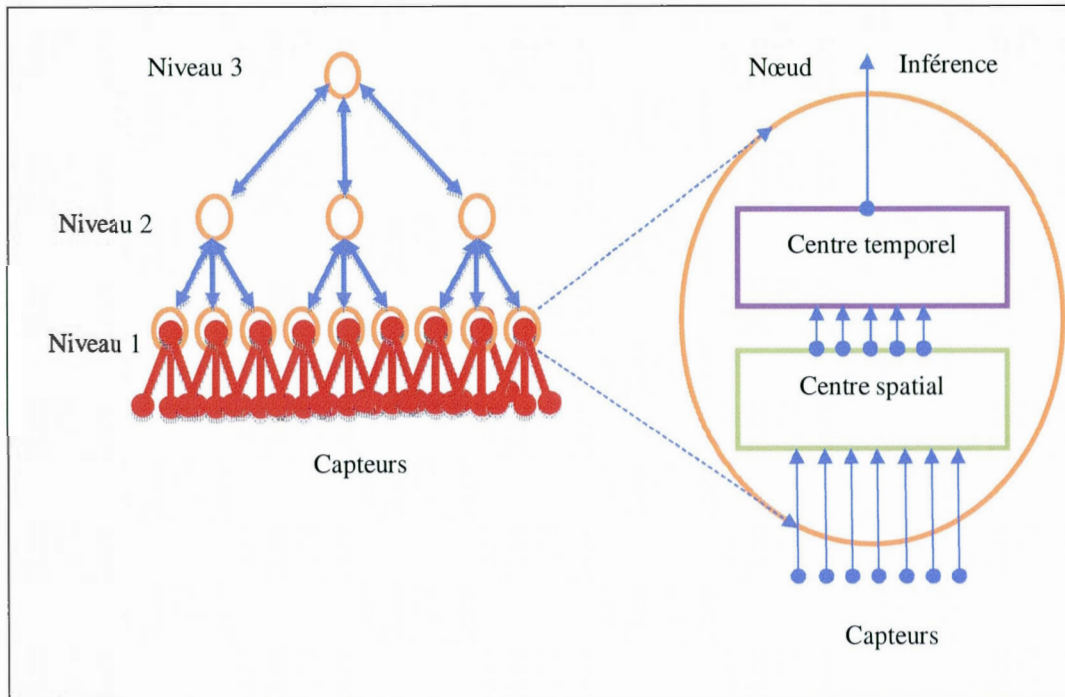 Niveau 3
Niveau 2
Niveau 1
Capteurs
Nœud
Inférence
Centre temporel
Centre spatial
Capteurs